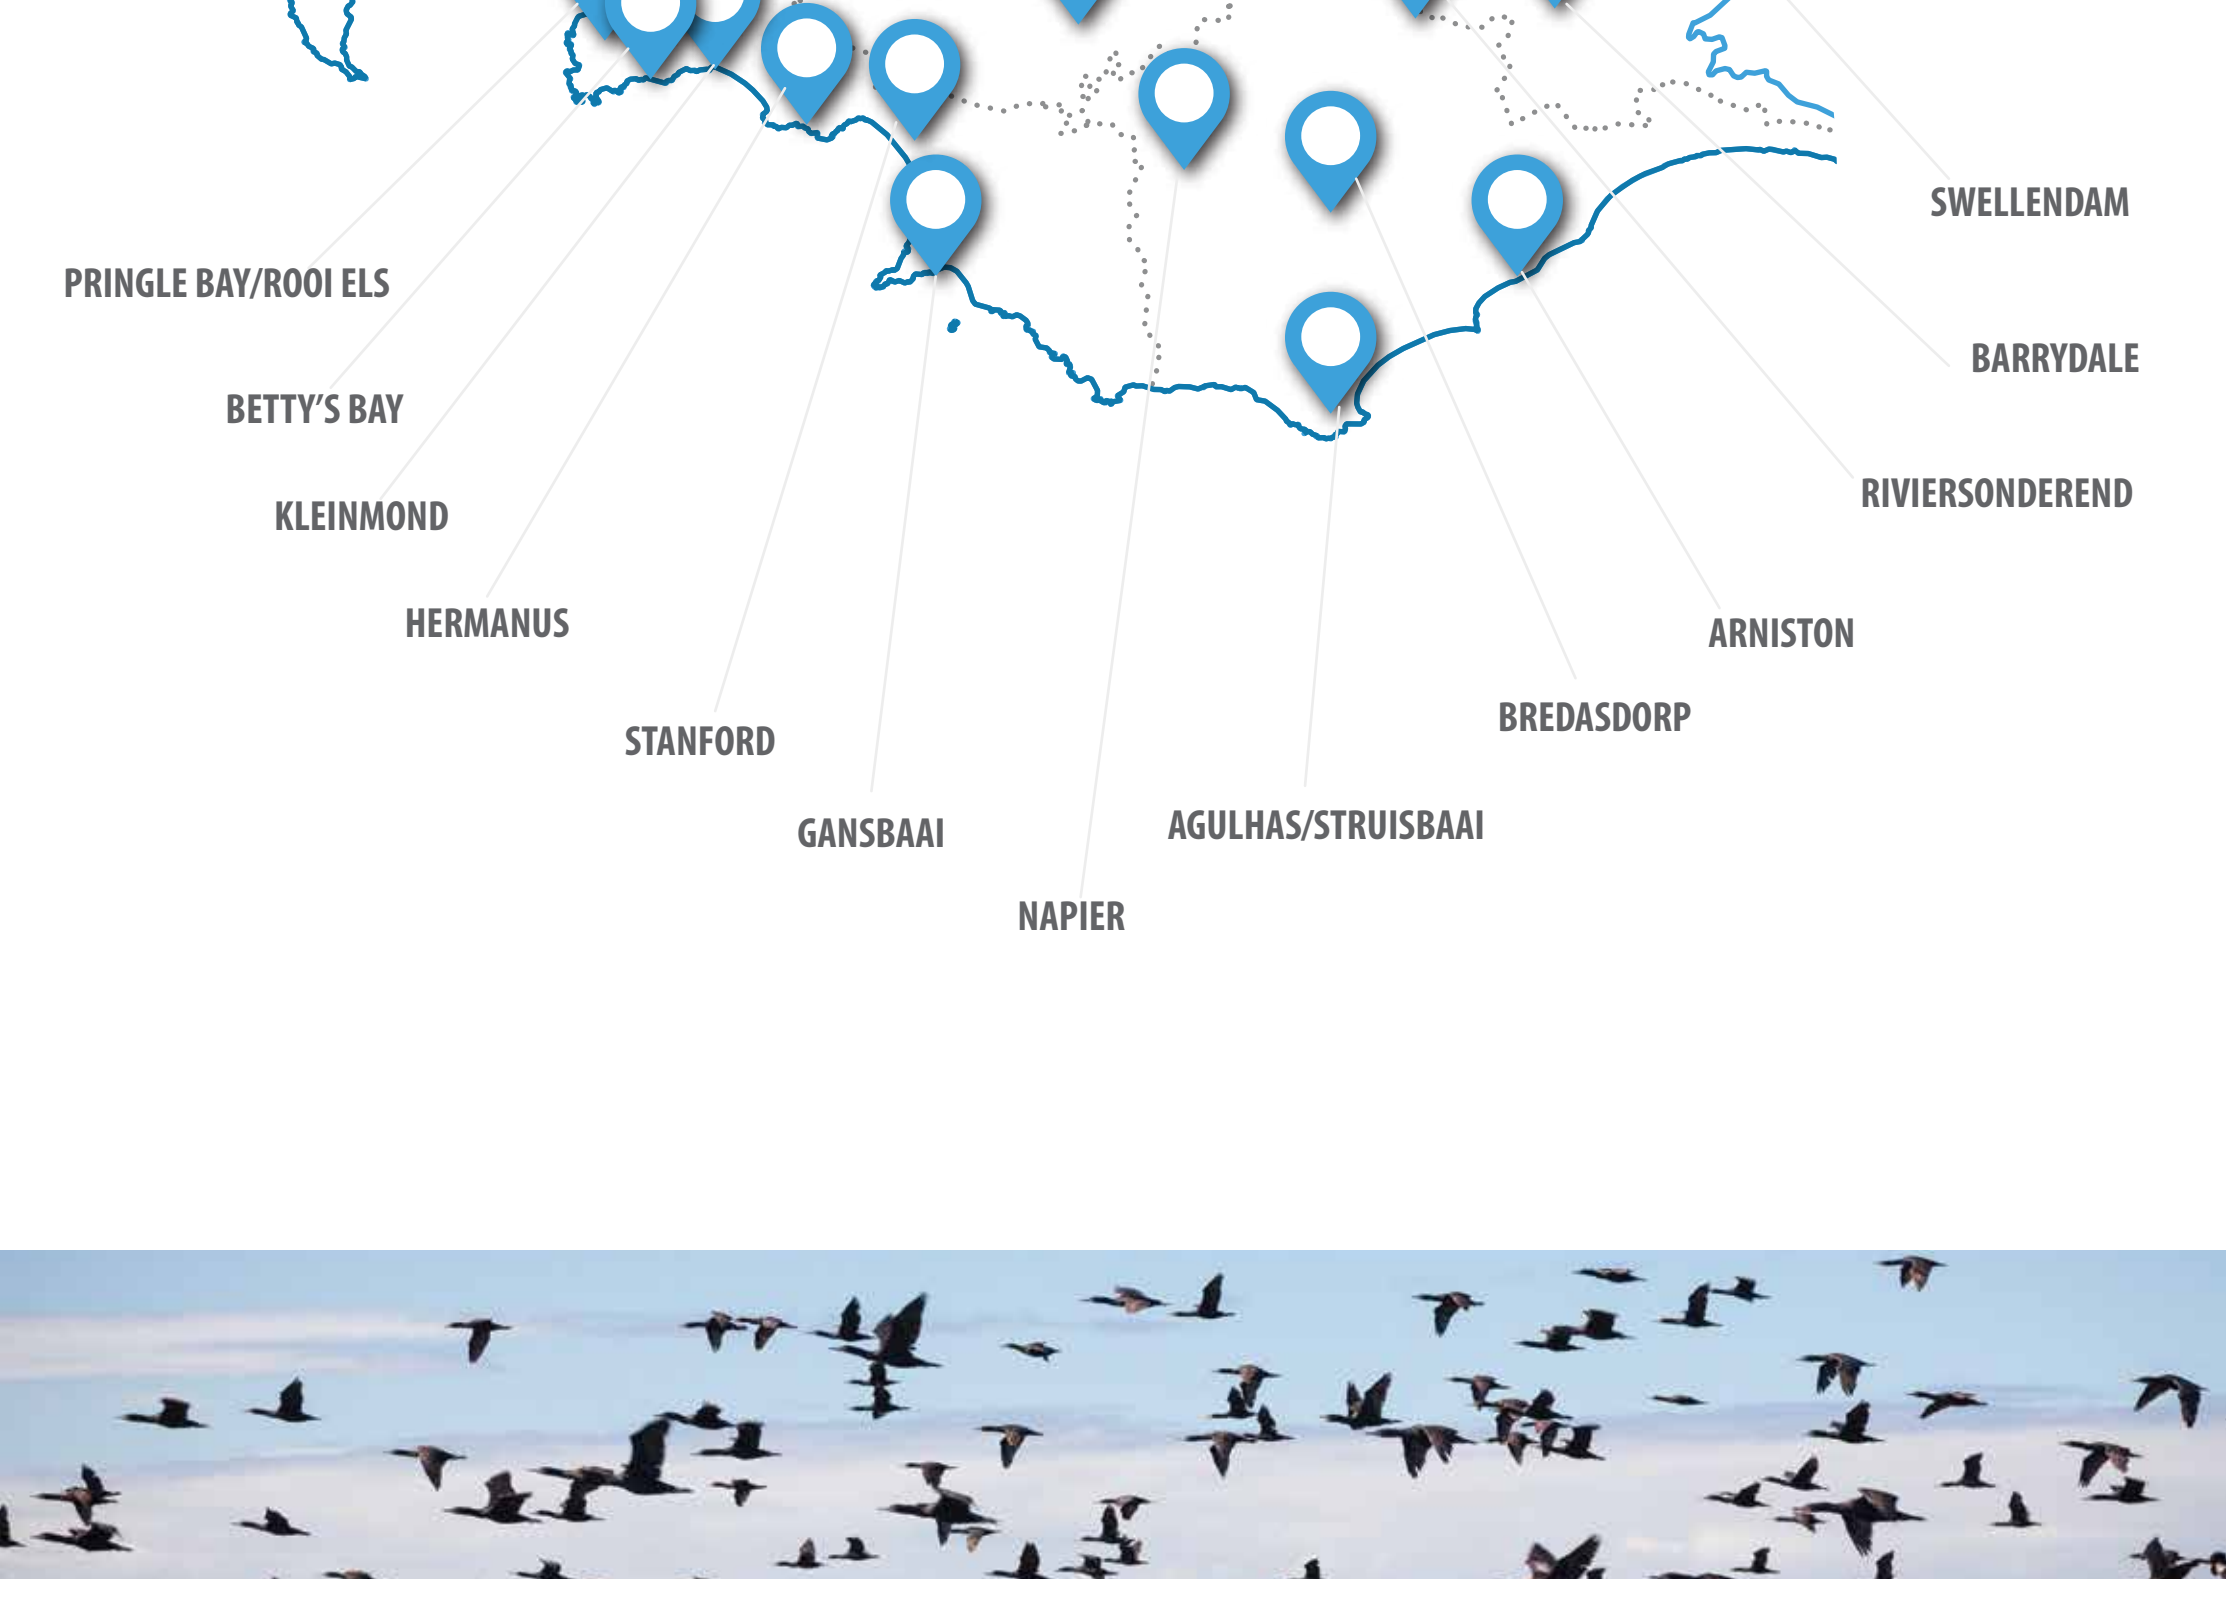 SWELLENDAM
PRINGLE BAY/ROOI ELS
BARRYDALE
BETTY'S BAY
RIVIERSONDEREND
KLEINMOND
HERMANUS
ARNISTON
BREDASDORP
STANFORD
AGULHAS/STRUISBAAI
GANSBAAI
NAPIER